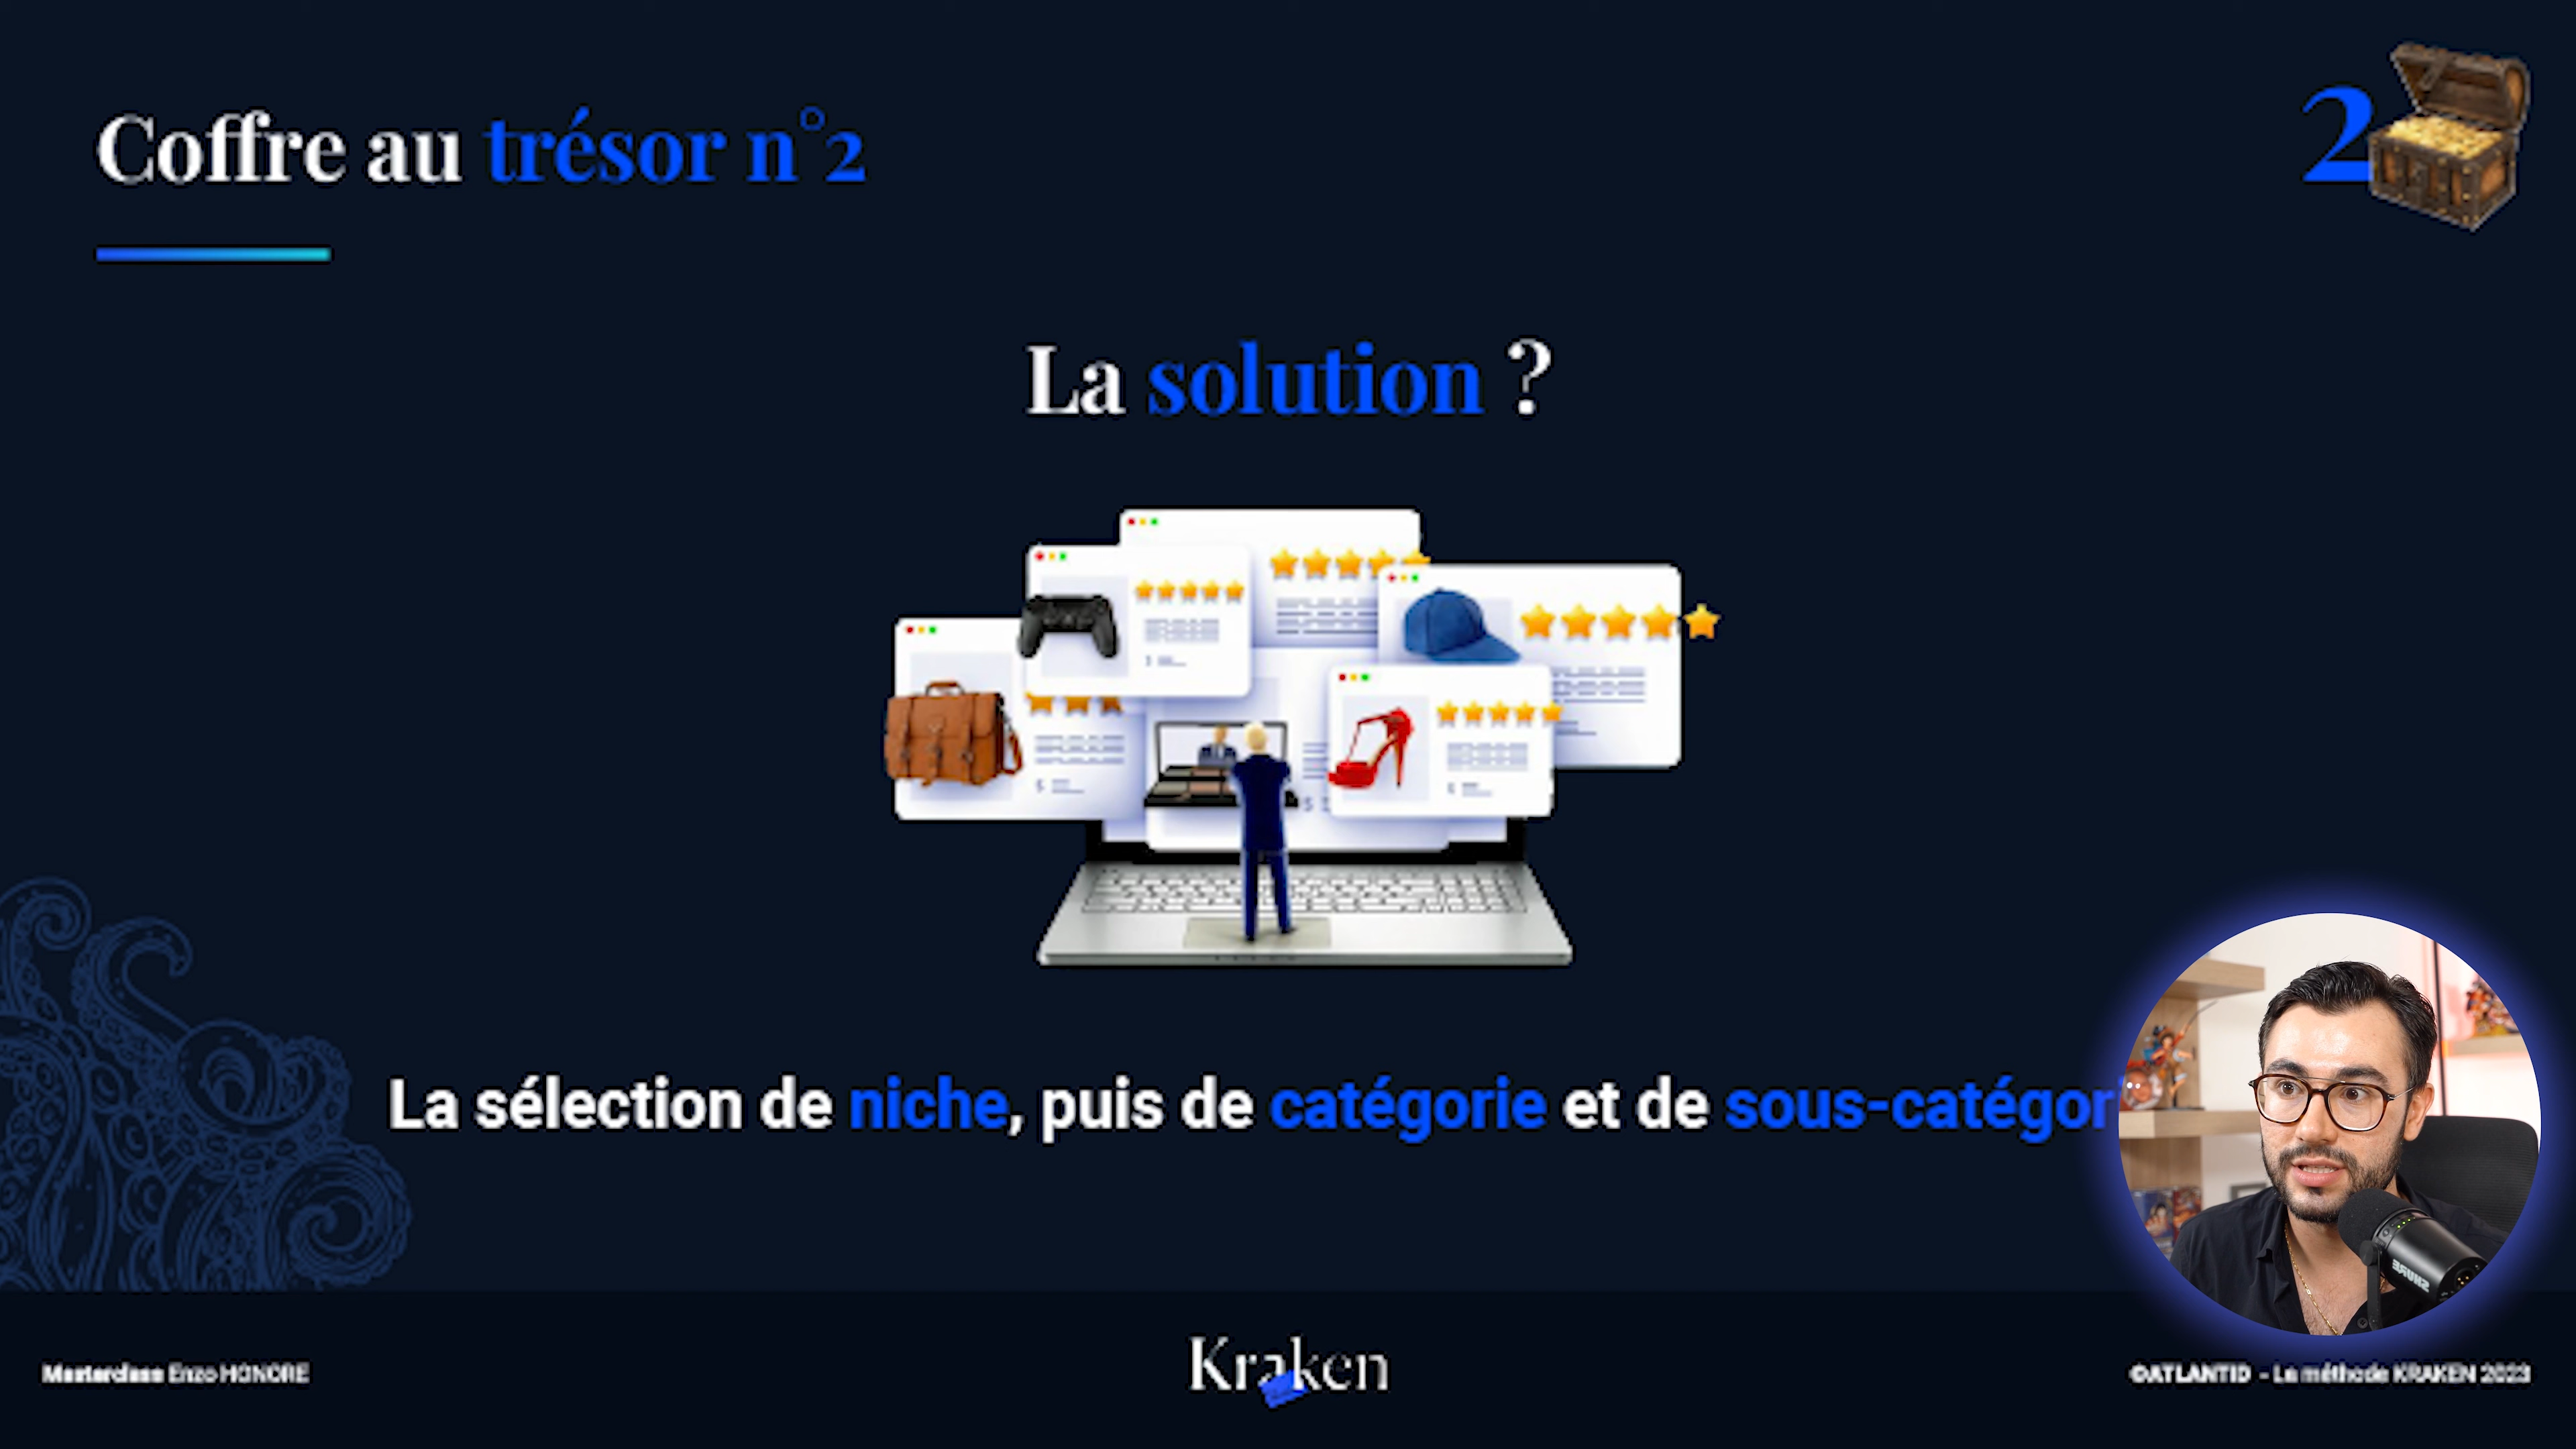 Coffre au trésor n°2
2
La solution ?
La sélection de niche, puis de catégorie et de sous-catégor
Masterclass Enzo HONORE
Kraken
©ATLANTID - La méthode KRAKEN 2023
SHURE